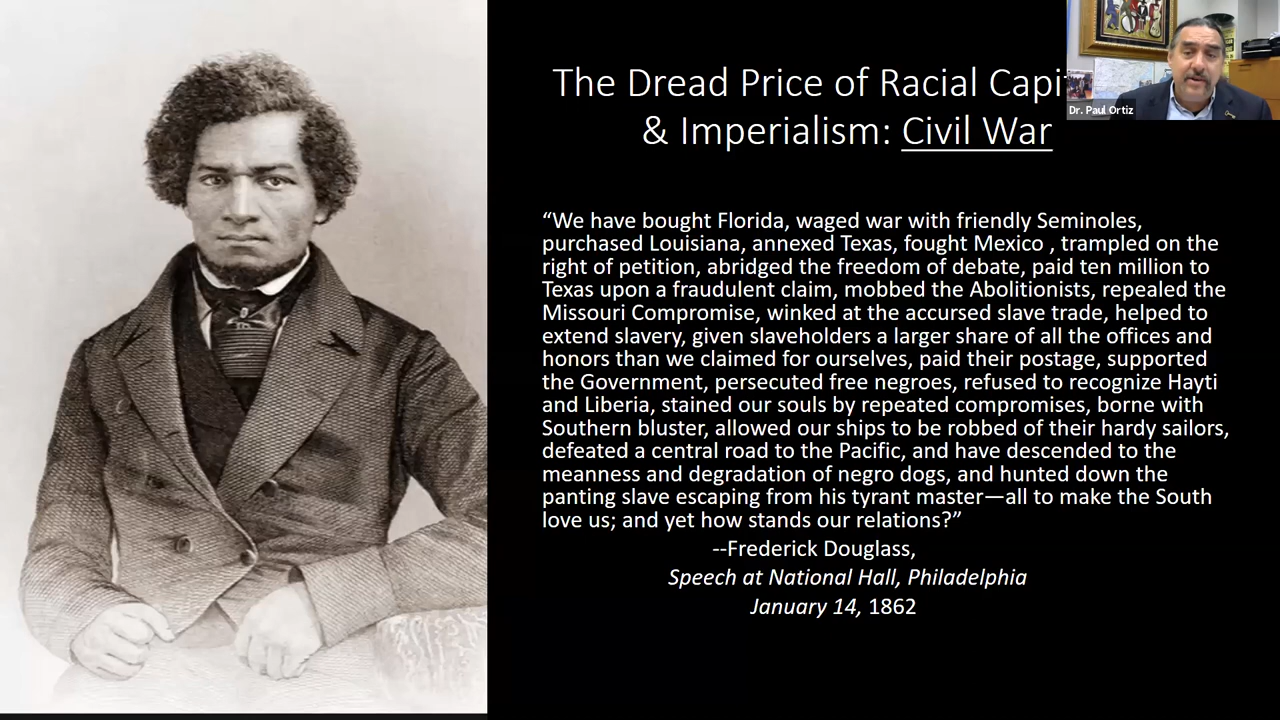 The Dread Price of Racial Capi
& Imperialism: Civil War
Dr. Paul Ortiz
“We have bought Florida, waged war with friendly Seminoles,
purchased Louisiana, annexed Texas, fought Mexico , trampled on the
right of petition, abridged the freedom of debate, paid ten million to
Texas upon a fraudulent claim, mobbed the Abolitionists, repealed the
Missouri Compromise, winked at the accursed slave trade, helped to
extend slavery, given slaveholders a larger share of all the offices and
honors than we claimed for ourselves, paid their postage, supported
the Government, persecuted free negroes, refused to recognize Hayti
and Liberia, stained our souls by repeated compromises, borne with
Southern bluster, allowed our ships to be robbed of their hardy sailors,
defeated a central road to the Pacific, and have descended to the
meanness and degradation of negro dogs, and hunted down the
panting slave escaping from his tyrant master—all to make the South
love us; and yet how stands our relations?”
--Frederick Douglass,
Speech at National Hall, Philadelphia
January 14, 1862